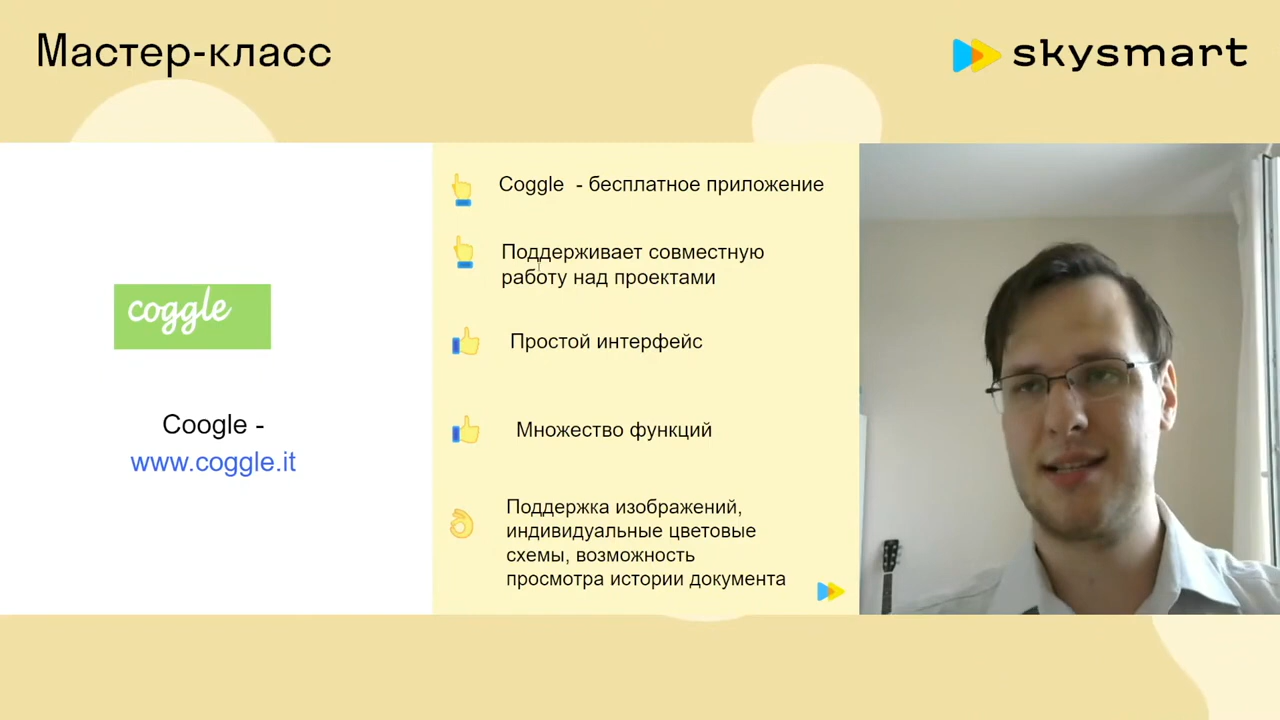 Мастер-класс
skysmart
coggle
Coogle -
www.coggle.it
Coggle - бесплатное приложение
Поддерживает совместную
работу над проектами
Простой интерфейс
Множество функций
Поддержка изображений,
индивидуальные цветовые
схемы, возможность
просмотра истории документа